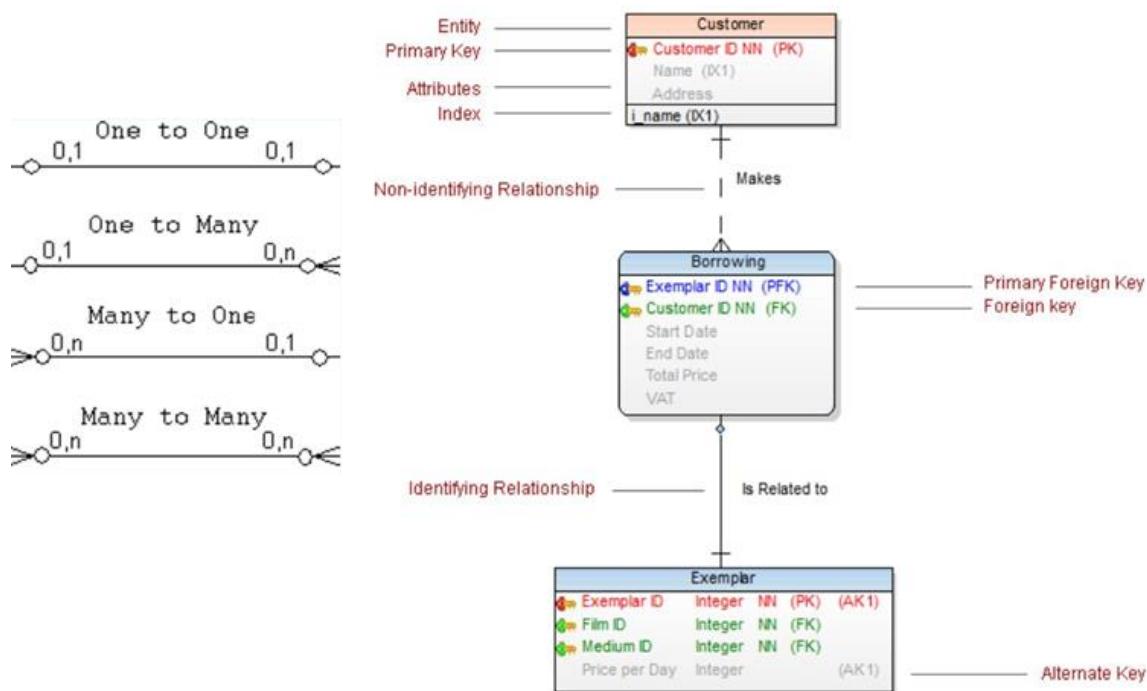 One to One
0,1 0,1
One to Many
0,1 0,n
Many to One
0,n 0,1
Many to Many
0,n 0,n
Entity
Primary Key
Attributes
Index
Customer
Customer ID NN (PK)
Name (IX1)
Address
i_name (IX1)
Non-identifying Relationship
Makes
Borrowing
Exemplar ID NN (PFK)
Customer ID NN (FK)
Start Date
End Date
Total Price
VAT
Primary Foreign Key
Foreign key
Identifying Relationship
Is Related to
Exemplar
Exemplar ID Integer NN (PK) (AK1)
Film ID Integer NN (FK)
Medium ID Integer NN (FK)
Price per Day Integer (AK1)
Alternate Key